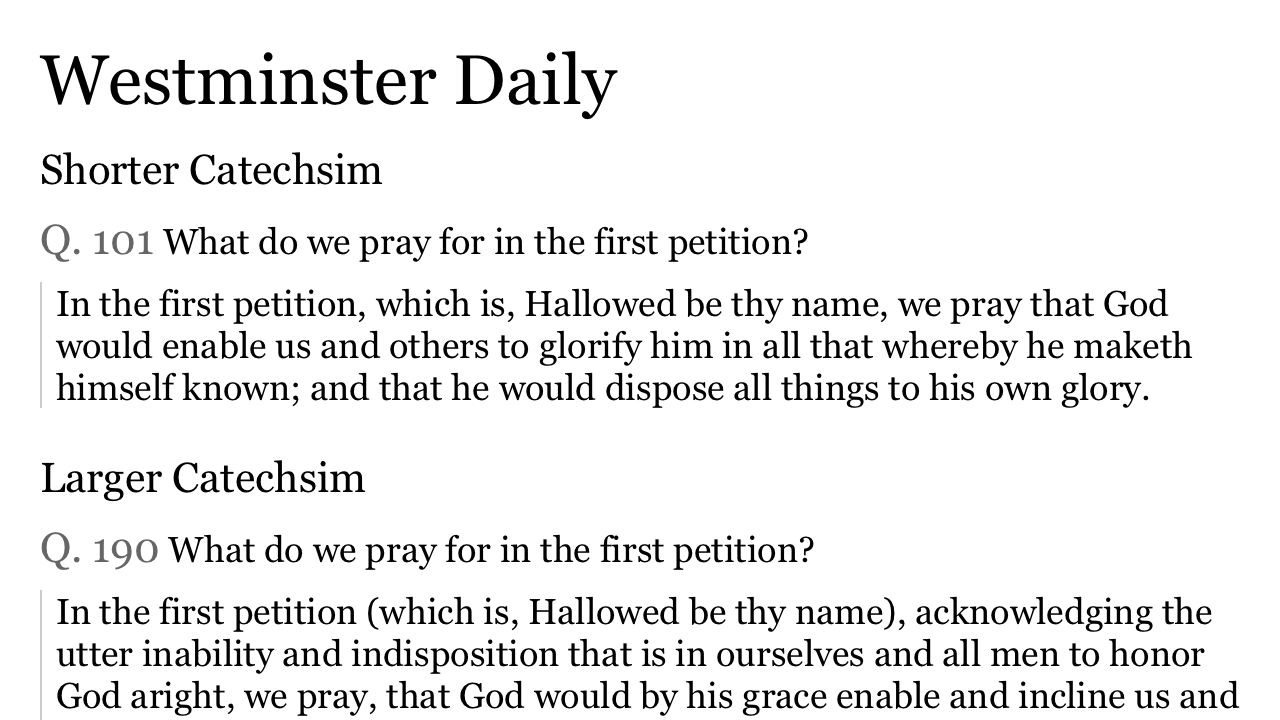 Westminster Daily
Shorter Catechsim
Q. 101 What do we pray for in the first petition?
In the first petition, which is, Hallowed be thy name, we pray that God
would enable us and others to glorify him in all that whereby he maketh
himself known; and that he would dispose all things to his own glory.
Larger Catechsim
Q. 190 What do we pray for in the first petition?
In the first petition (which is, Hallowed be thy name), acknowledging the
utter inability and indisposition that is in ourselves and all men to honor
God aright, we pray, that God would by his grace enable and incline us and